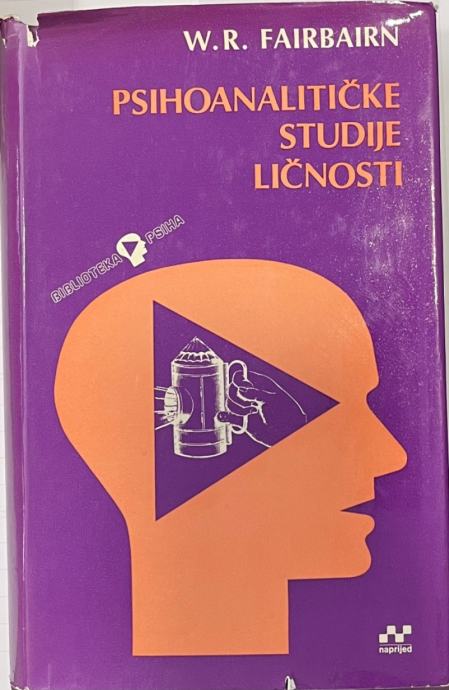 W. R. FAIRBAIRN
PSIHOANALITIČKE
STUDIJE
LIČNOSTI
BIBLIOTEKA PSIHA
naprijed